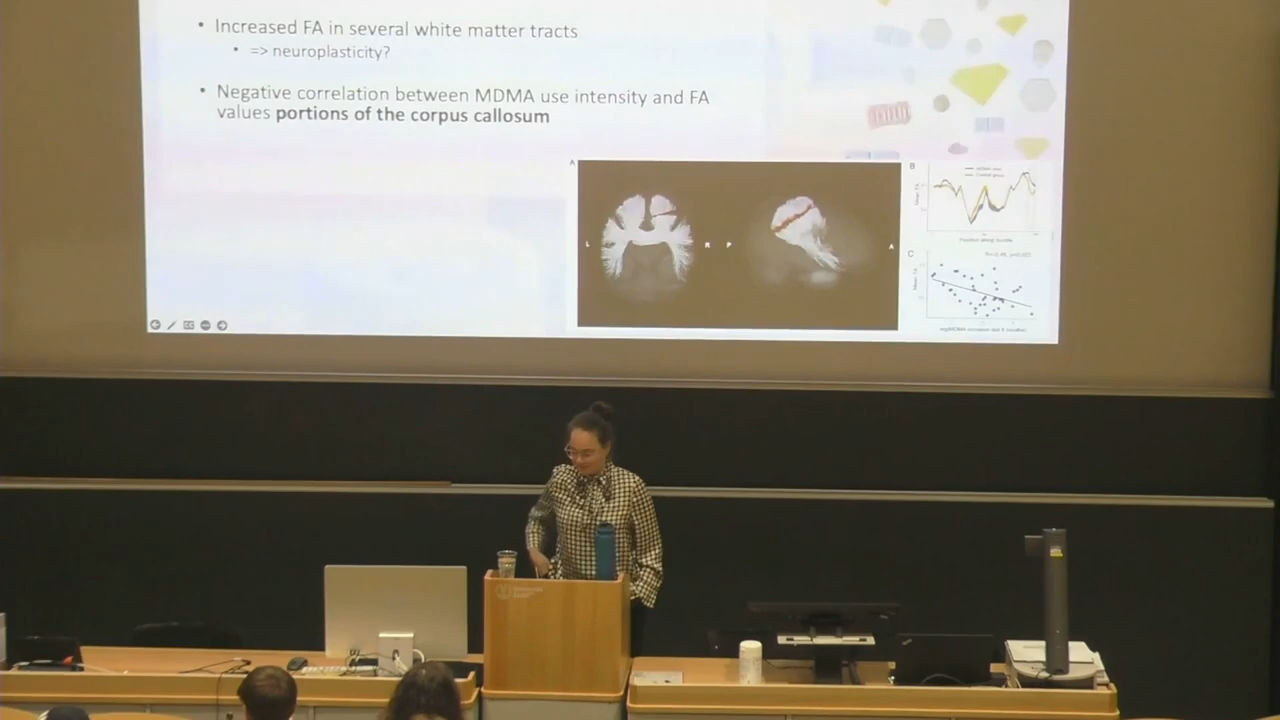 Increased FA in several white matter tracts
=> neuroplasticity?
Negative correlation between MDMA use intensity and FA
values portions of the corpus callosum
A
L
R
P
A
B
C